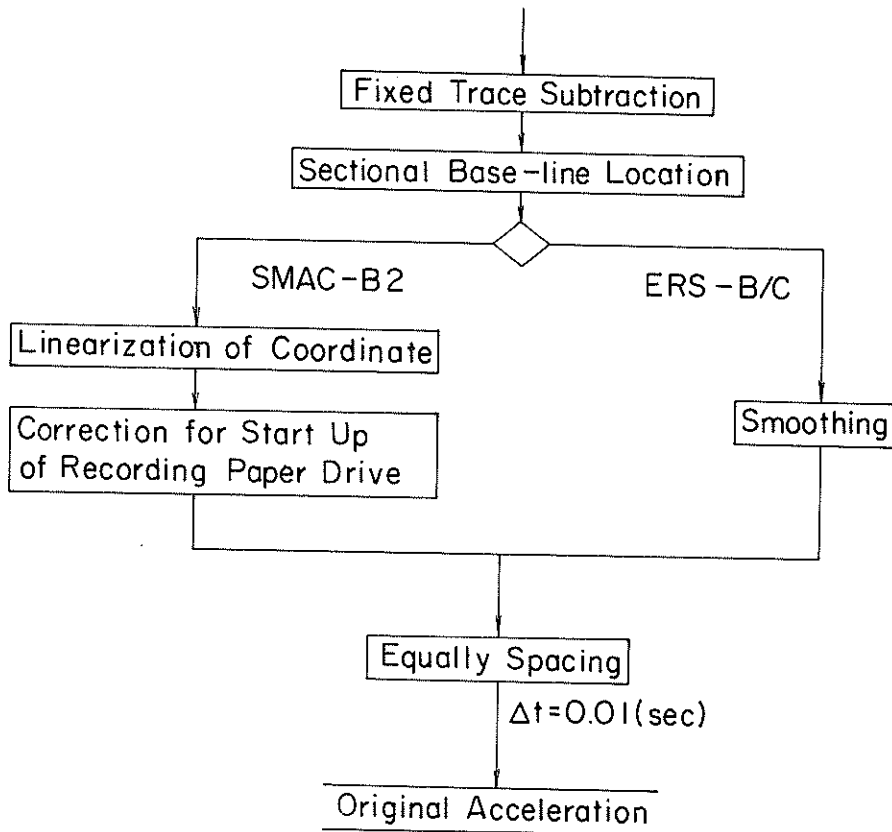 Fixed Trace Subtraction
Sectional Base-line Location
SMAC-B2
ERS-B/C
Linearization of Coordinate
Correction for Start Up
of Recording Paper Drive
Smoothing
Equally Spacing
Δt=0.01(sec)
Original Acceleration